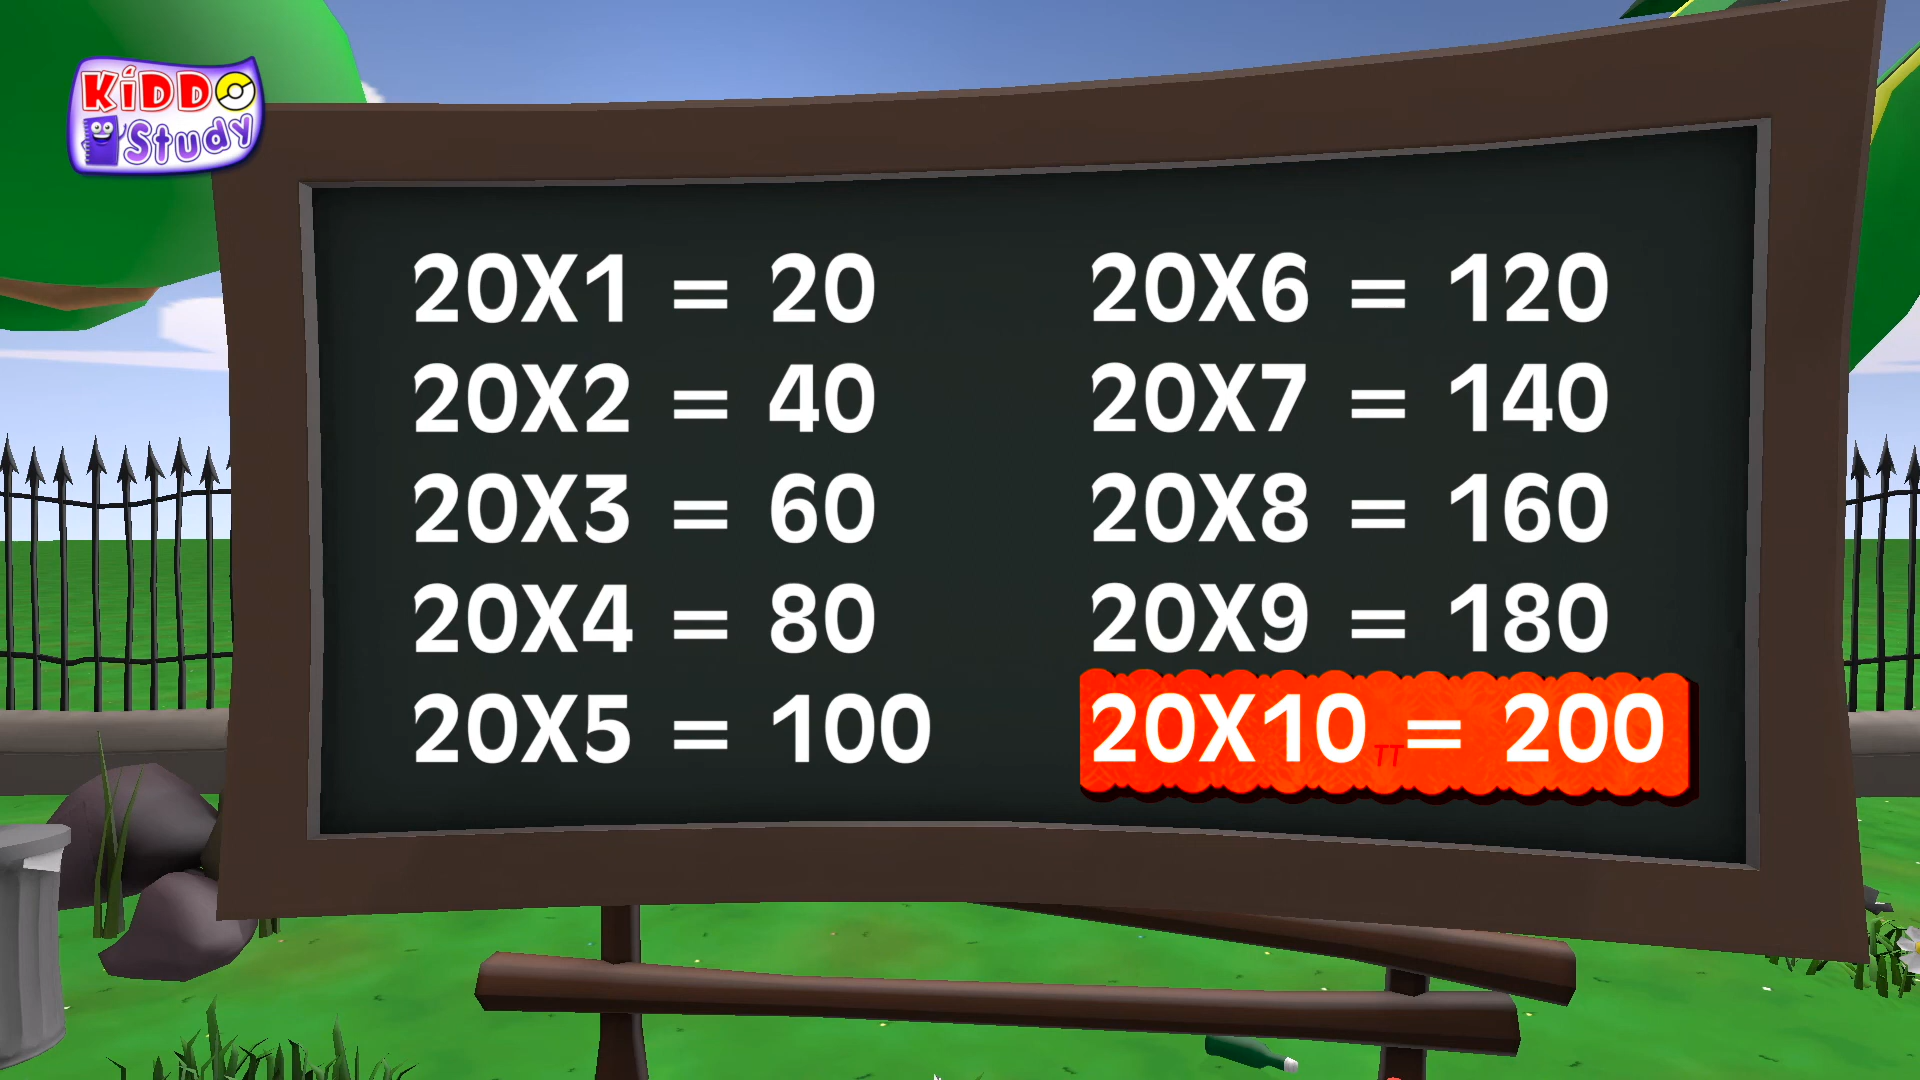 KiDDO
Study
20X1 = 20
20X2 = 40
20X3 = 60
20X4 = 80
20X5 = 100
20X6 = 120
20X7 = 140
20X8 = 160
20X9 = 180
20X10 = 200
TT